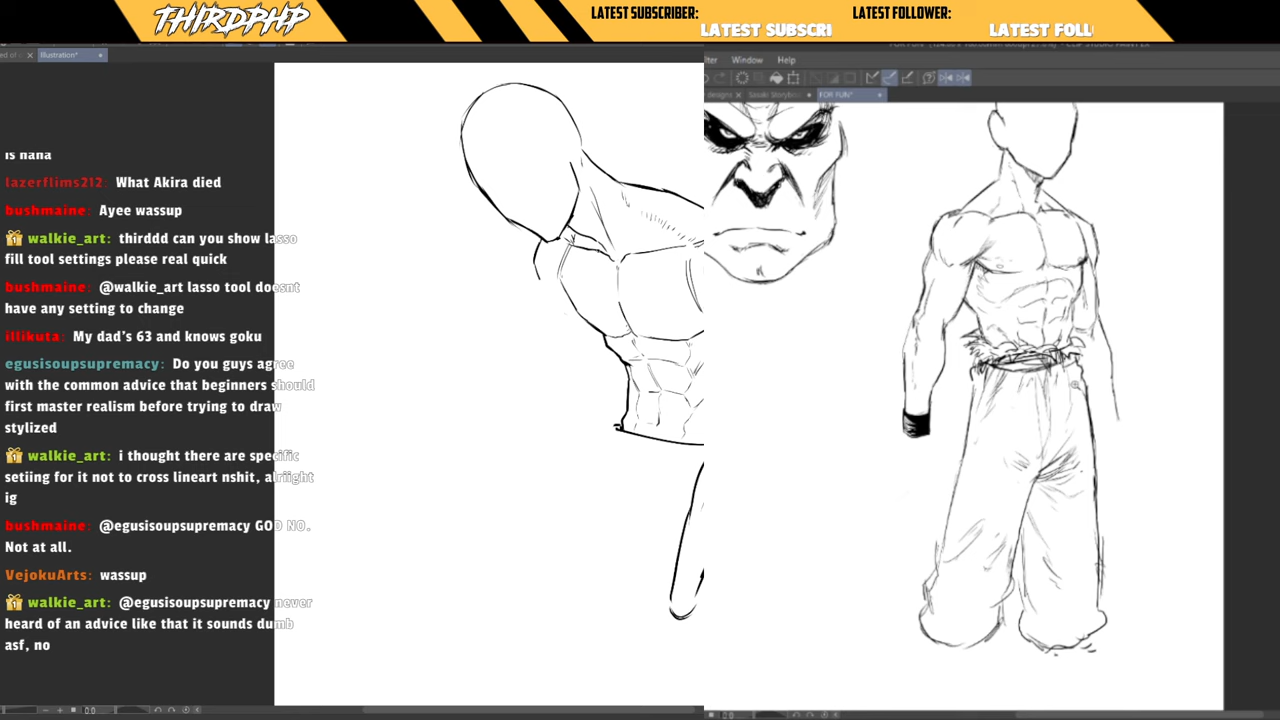 THIRDPHP
LATEST SUBSCRIBER:
LATEST SUBSCRI
LATEST FOLLOWER:
LATEST FOLL
Illustration*
Window Help
FOR FUN*
is nana
lazerflims212: What Akira died
bushmaine: Ayee wassup
walkie_art: thirddd can you show lasso
fill tool settings please real quick
bushmaine: @walkie_art lasso tool doesnt
have any setting to change
illikuta: My dad's 63 and knows goku
egusisoupsupremacy: Do you guys agree
with the common advice that beginners should
first master realism before trying to draw
stylized
walkie_art: i thought there are specific
setiing for it not to cross lineart nshit, alriight
ig
bushmaine: @egusisoupsupremacy GOD NO.
Not at all.
VejokuArts: wassup
walkie_art: @egusisoupsupremacy never
heard of an advice like that it sounds dumb
asf, no